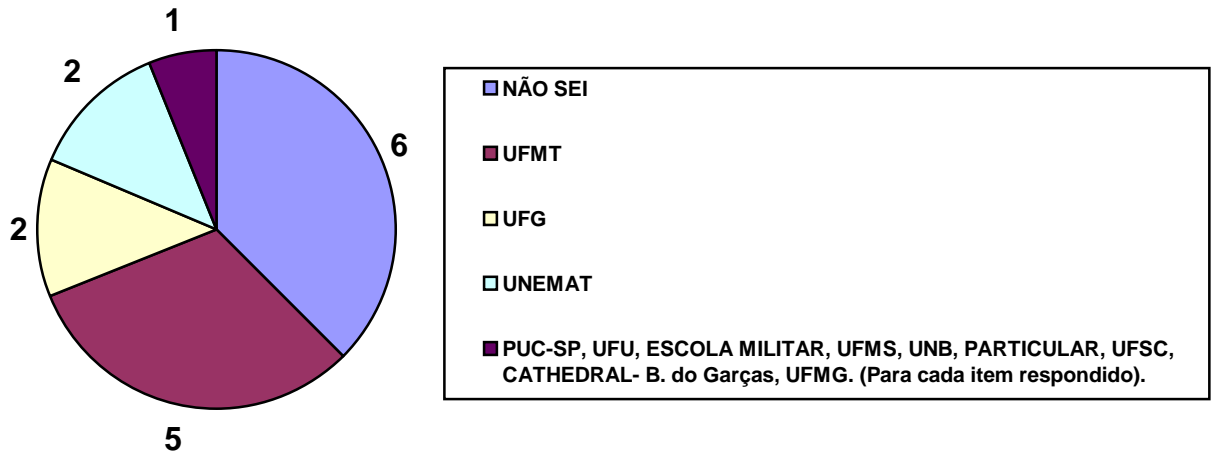 1
2
6
2
5
NÃO SEI
UFMT
UFG
UNEMAT
PUC-SP, UFU, ESCOLA MILITAR, UFMS, UNB, PARTICULAR, UFSC,
CATHEDRAL- B. do Garças, UFMG. (Para cada item respondido).